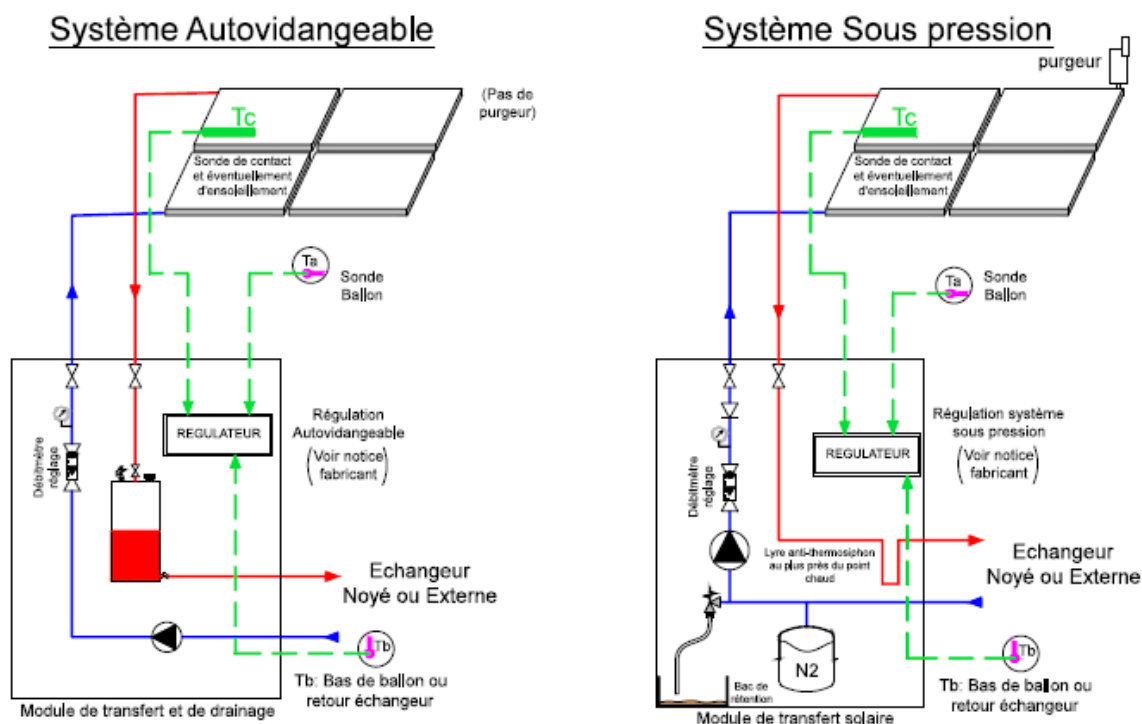 Système Autovidangeable
(Pas de
purgeur)
Tc
Sonde de contact
et éventuellement
d'ensoleillement
Ta
Sonde
Ballon
REGULATEUR
Régulation
Autovidangeable
(Voir notice
fabricant)
Débitmètre
réglage
Echangeur
Noyé ou Externe
Tb
Tb: Bas de ballon ou
retour échangeur
Module de transfert et de drainage
Système Sous pression
purgeur
Tc
Sonde de contact
et éventuellement
d'ensoleillement
Ta
Sonde
Ballon
REGULATEUR
Régulation système
sous pression
(Voir notice
fabricant)
Débitmètre
réglage
Lyre anti-thermosiphon
au plus près du point
chaud
Echangeur
Noyé ou Externe
N2
Bac de
rétention
Tb
Tb: Bas de ballon ou
retour échangeur
Module de transfert solaire